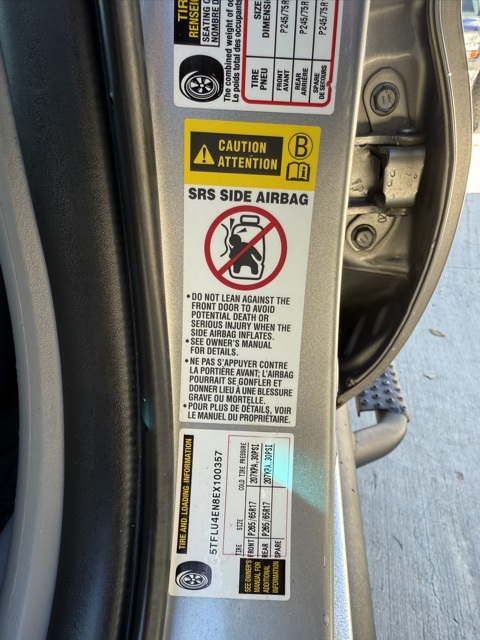 TIR
RENSEIG
SEATING C
NOMBRE D
The combined weight of oc
Le poids total des occupants
SIZE
DIMENSI
TIRE
PNEU
FRONT
AVANT
P245/75R
REAR
ARRIÈRE
P245/75R
SPARE
DE SECOURS
P245/75R
CAUTION
ATTENTION
B
SRS SIDE AIRBAG
• DO NOT LEAN AGAINST THE
FRONT DOOR TO AVOID
POTENTIAL DEATH OR
SERIOUS INJURY WHEN THE
SIDE AIRBAG INFLATES.
• SEE OWNER'S MANUAL
FOR DETAILS.
• NE PAS S'APPUYER CONTRE
LA PORTIÈRE AVANT; L'AIRBAG
POURRAIT SE GONFLER ET
DONNER LIEU À UNE BLESSURE
GRAVE OU MORTELLE.
• POUR PLUS DE DÉTAILS, VOIR
LE MANUEL DU PROPRIÉTAIRE.
TIRE AND LOADING INFORMATION
5TFLU4EN8EX100357
TIRE SIZE COLD TIRE PRESSURE
FRONT P265/65R17 207KPA,30PSI
REAR P265/65R17 207KPA,30PSI
SPARE
SEE OWNER'S
MANUAL FOR
ADDITIONAL
INFORMATION